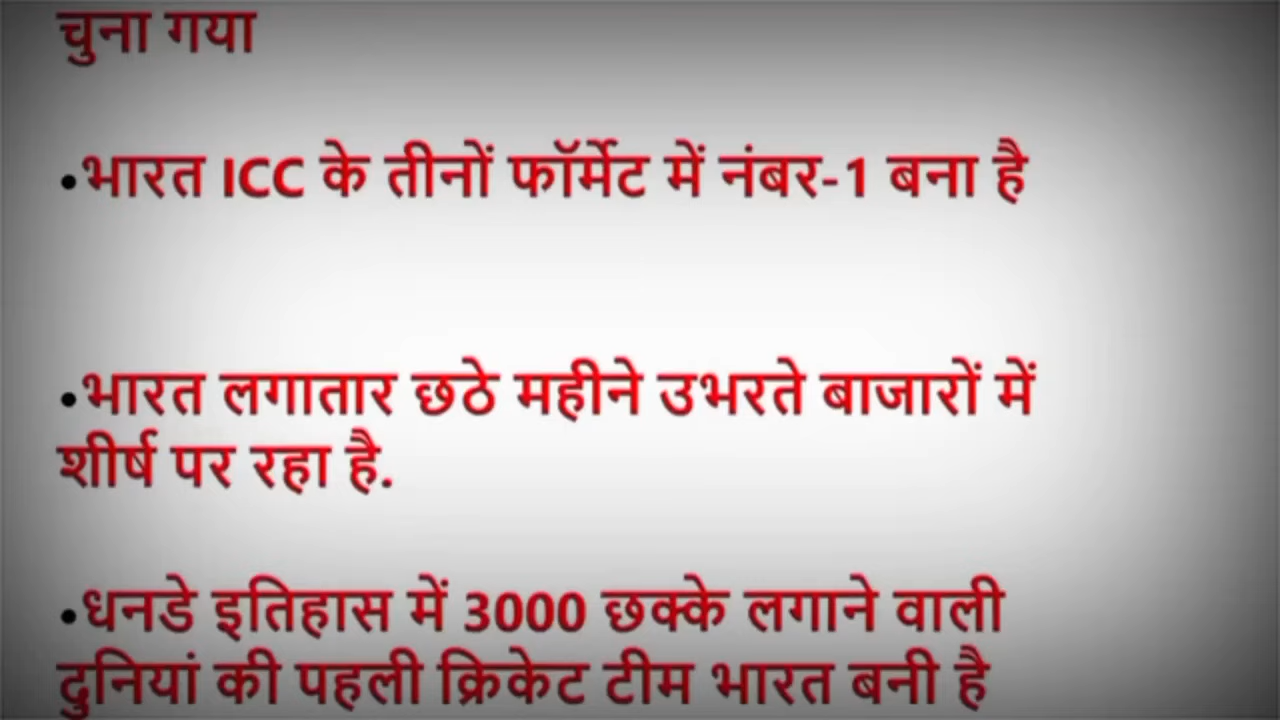 चुना गया
•भारत ICC के तीनों फॉर्मेट में नंबर-1 बना है
•भारत लगातार छठे महीने उभरते बाजारों में
शीर्ष पर रहा है.
•धनडे इतिहास में 3000 छक्के लगाने वाली
दुनियां की पहली क्रिकेट टीम भारत बनी है